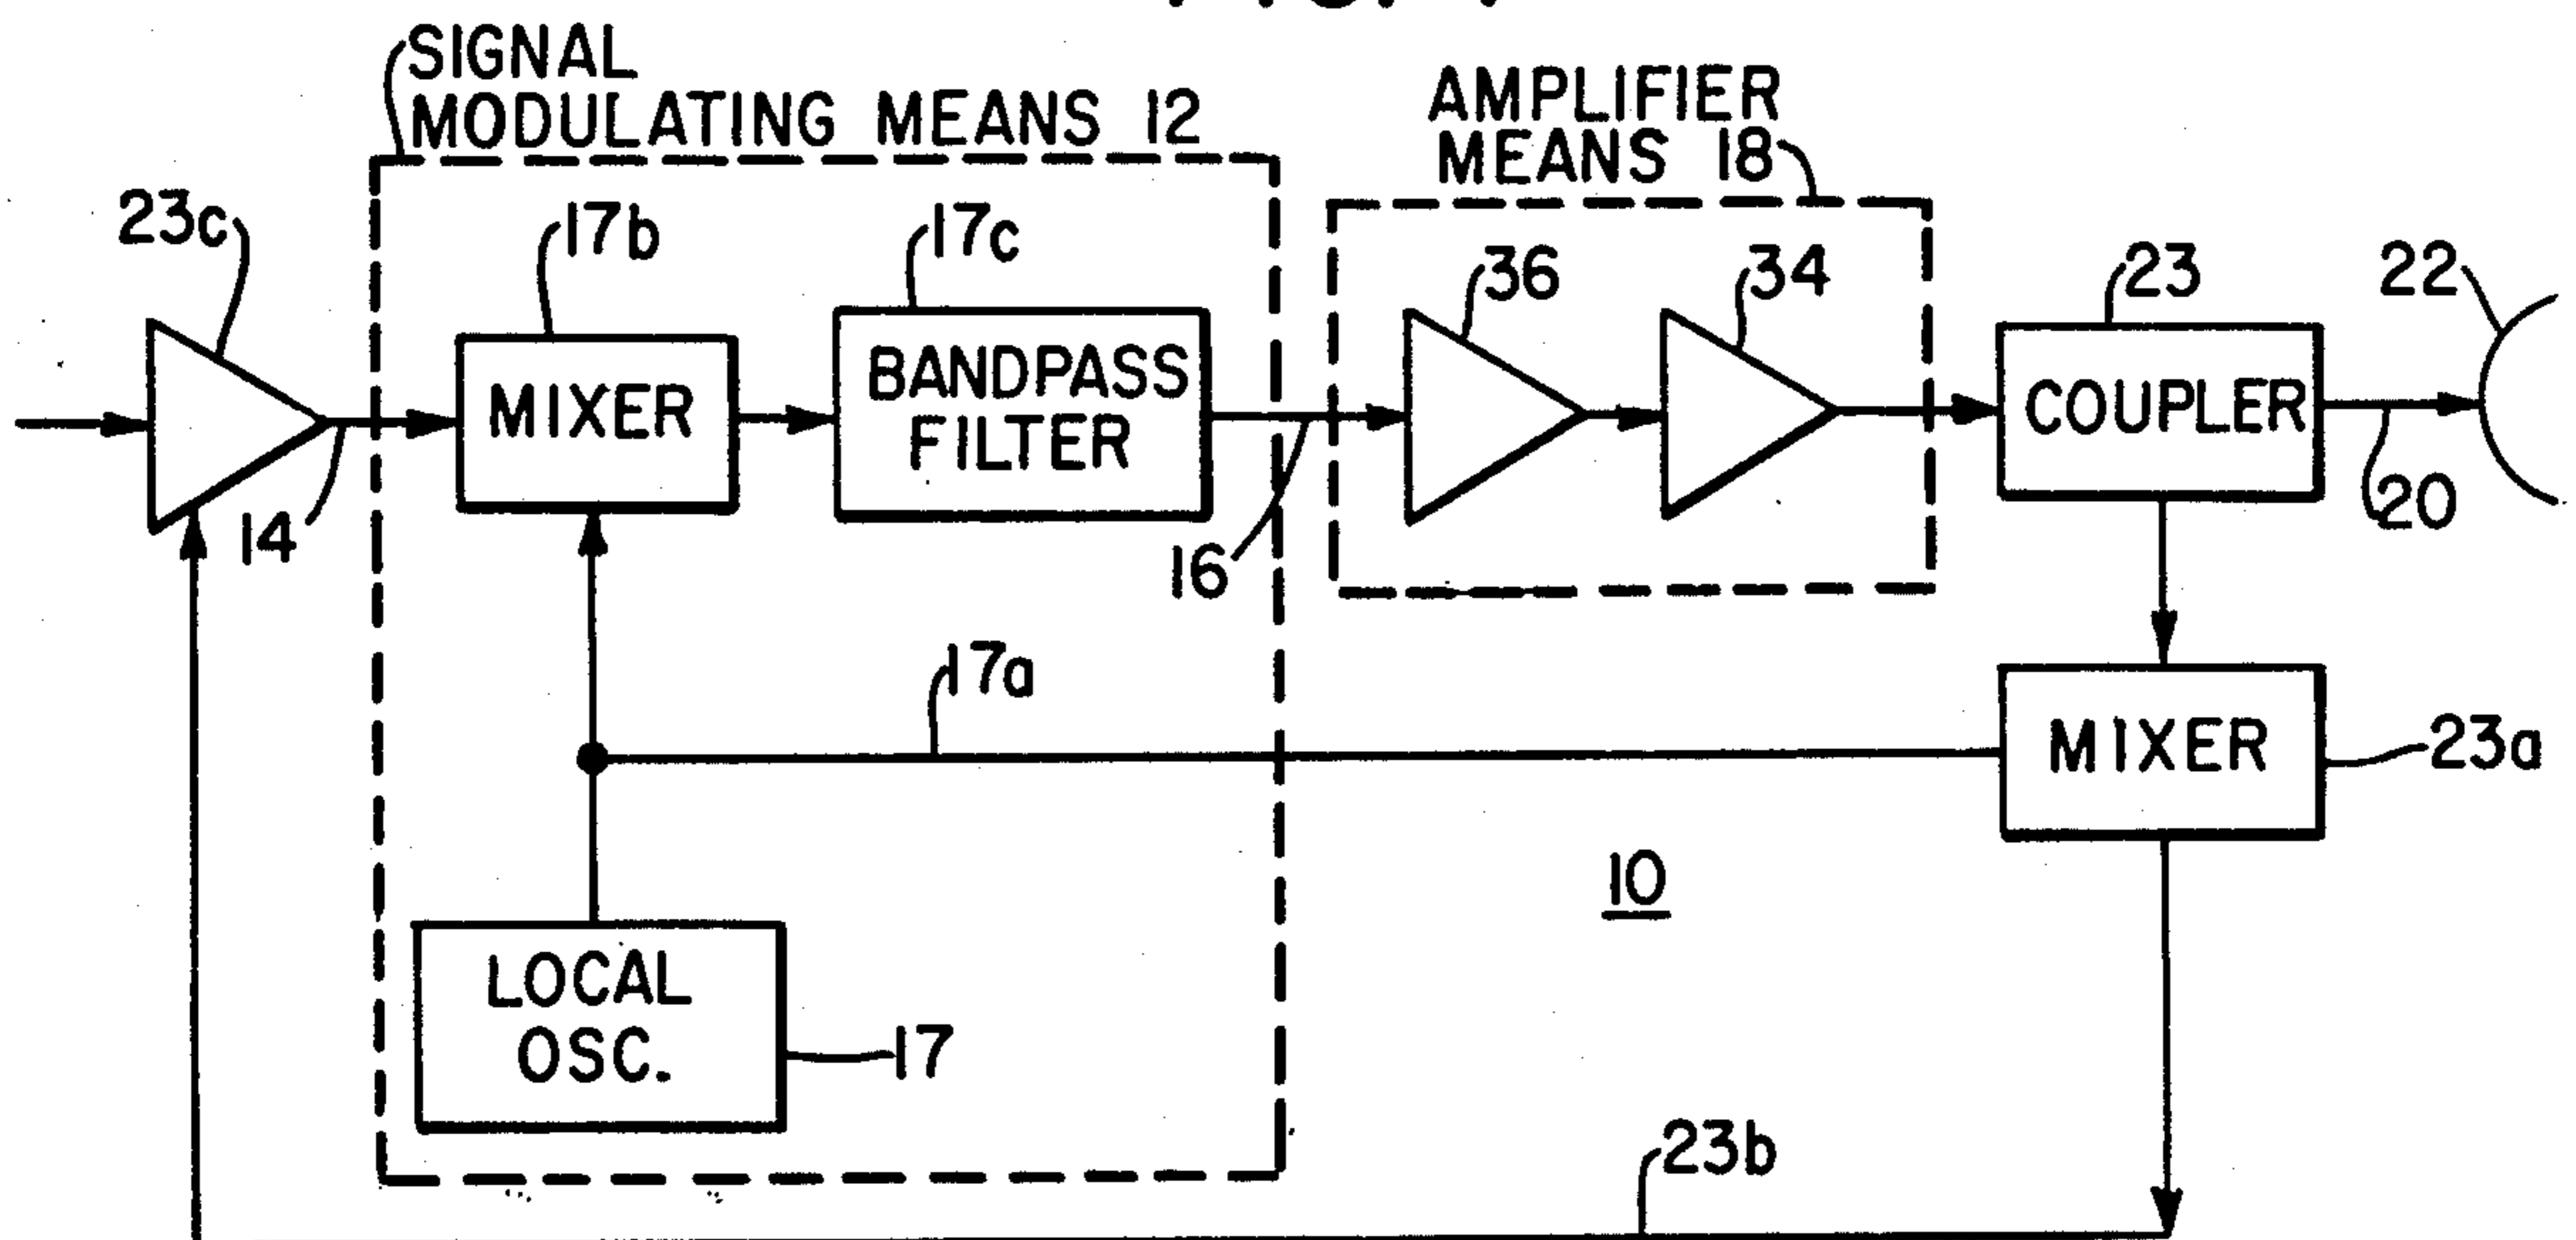 SIGNAL
MODULATING MEANS 12
AMPLIFIER
MEANS 18
23c
17b
17c
36
34
23
22
MIXER
BANDPASS
FILTER
COUPLER
14
16
20
17a
MIXER
23a
10
LOCAL
OSC.
17
23b